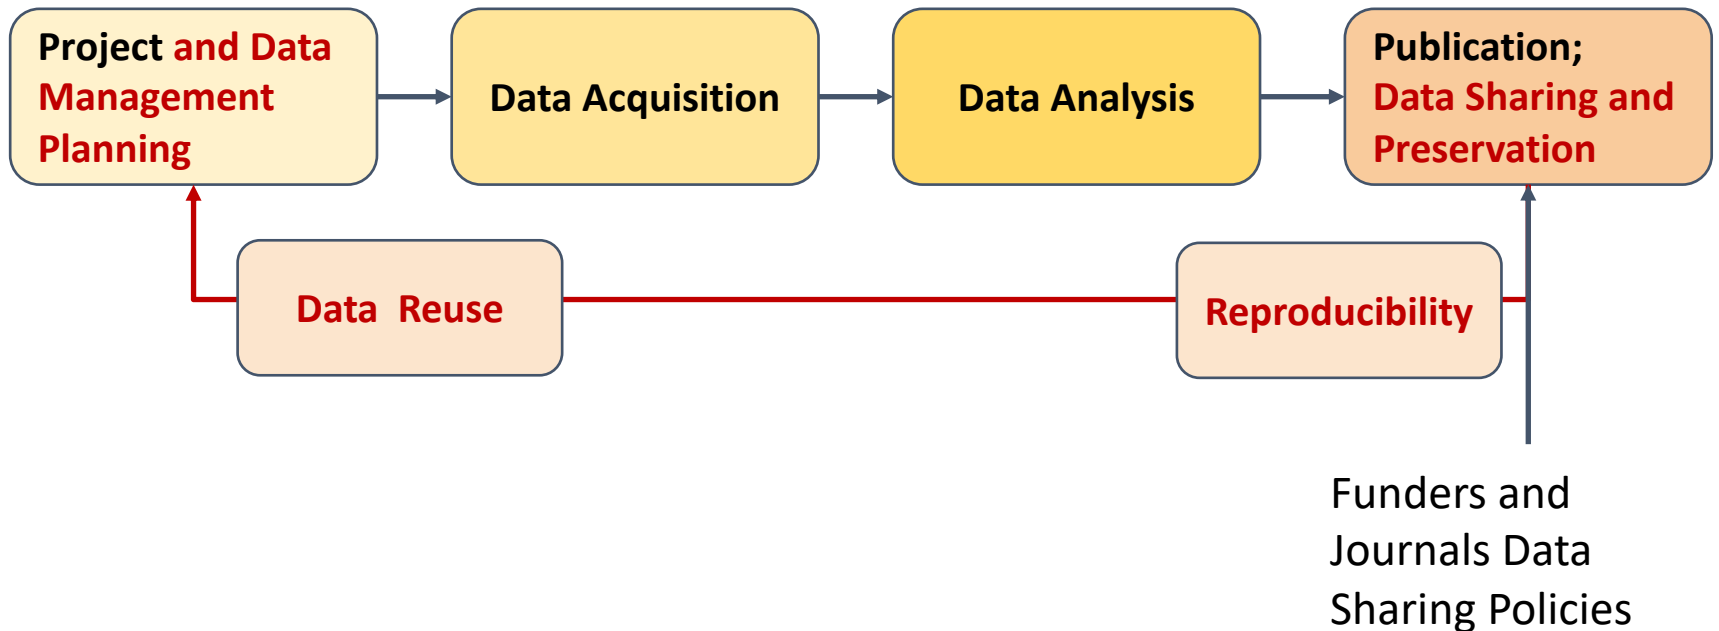 Project and Data
Management
Planning
Data Acquisition
Data Analysis
Publication;
Data Sharing and
Preservation
Data  Reuse
Reproducibility
Funders and
Journals Data
Sharing Policies